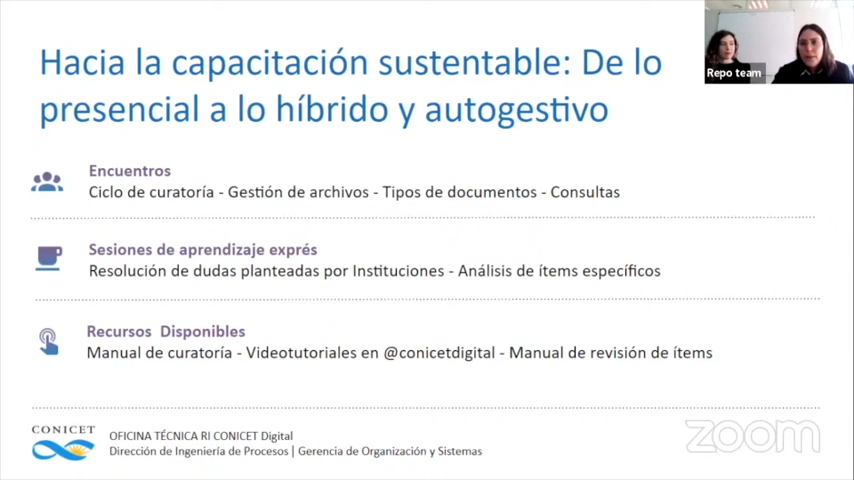 Hacia la capacitación sustentable: De lo
presencial a lo híbrido y autogestivo
Repo team
Encuentros
Ciclo de curatoría - Gestión de archivos - Tipos de documentos - Consultas
Sesiones de aprendizaje exprés
Resolución de dudas planteadas por Instituciones - Análisis de ítems específicos
Recursos Disponibles
Manual de curatoría - Videotutoriales en @conicetdigital - Manual de revisión de ítems
CONICET
OFICINA TÉCNICA RI CONICET Digital
Dirección de Ingeniería de Procesos | Gerencia de Organización y Sistemas
zoom